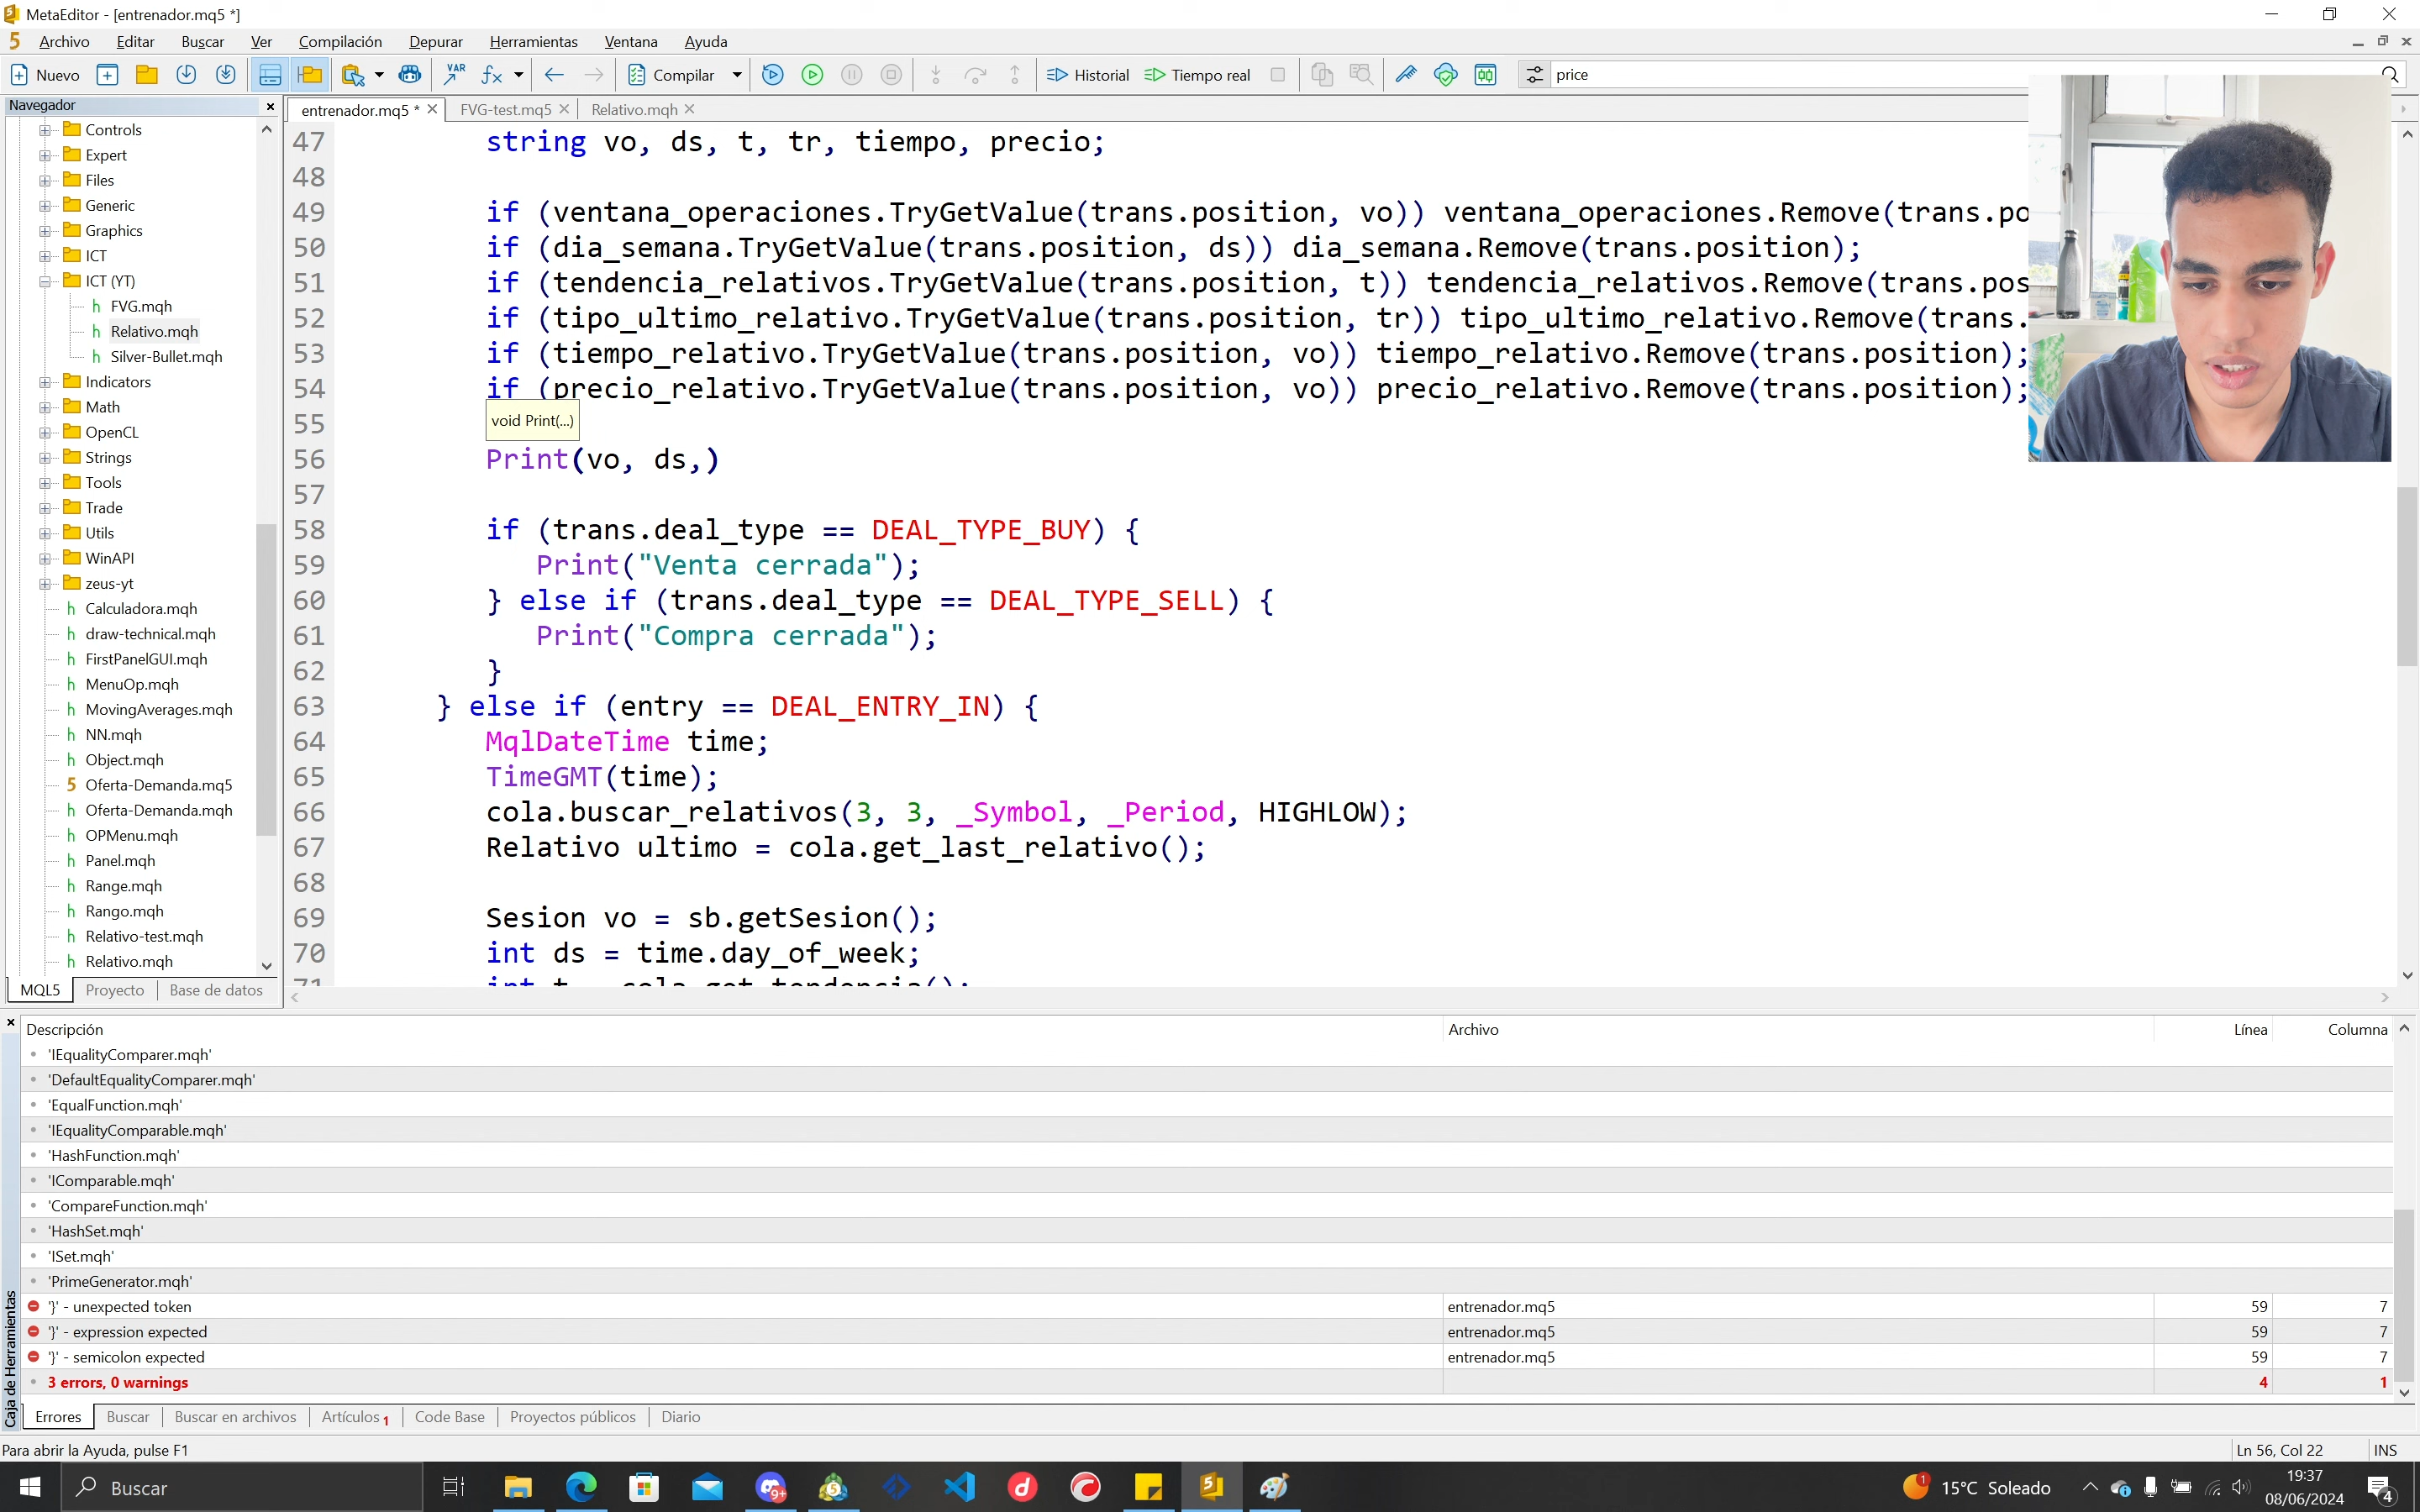 MetaEditor - [entrenador.mq5 *]
Archivo Editar Buscar Ver Compilación Depurar Herramientas Ventana Ayuda
Nuevo VAR fx Compilar Historial Tiempo real price
Navegador
entrenador.mq5 * FVG-test.mq5 Relativo.mqh
Controls
Expert
Files
Generic
Graphics
ICT
ICT (YT)
FVG.mqh
Relativo.mqh
Silver-Bullet.mqh
Indicators
Math
OpenCL
Strings
Tools
Trade
Utils
WinAPI
zeus-yt
Calculadora.mqh
draw-technical.mqh
FirstPanelGUI.mqh
MenuOp.mqh
MovingAverages.mqh
NN.mqh
Object.mqh
Oferta-Demanda.mq5
Oferta-Demanda.mqh
OPMenu.mqh
Panel.mqh
Range.mqh
Rango.mqh
Relativo-test.mqh
Relativo.mqh
MQL5 Proyecto Base de datos
47 string vo, ds, t, tr, tiempo, precio;
48
49 if (ventana_operaciones.TryGetValue(trans.position, vo)) ventana_operaciones.Remove(trans.po
50 if (dia_semana.TryGetValue(trans.position, ds)) dia_semana.Remove(trans.position);
51 if (tendencia_relativos.TryGetValue(trans.position, t)) tendencia_relativos.Remove(trans.pos
52 if (tipo_ultimo_relativo.TryGetValue(trans.position, tr)) tipo_ultimo_relativo.Remove(trans.
53 if (tiempo_relativo.TryGetValue(trans.position, vo)) tiempo_relativo.Remove(trans.position);
54 if (precio_relativo.TryGetValue(trans.position, vo)) precio_relativo.Remove(trans.position);
55 void Print(...)
56 Print(vo, ds,)
57
58 if (trans.deal_type == DEAL_TYPE_BUY) {
59 Print("Venta cerrada");
60 } else if (trans.deal_type == DEAL_TYPE_SELL) {
61 Print("Compra cerrada");
62 }
63 } else if (entry == DEAL_ENTRY_IN) {
64 MqlDateTime time;
65 TimeGMT(time);
66 cola.buscar_relativos(3, 3, _Symbol, _Period, HIGHLOW);
67 Relativo ultimo = cola.get_last_relativo();
68
69 Sesion vo = sb.getSesion();
70 int ds = time.day_of_week;
71 int t = cola.get_tendencia();
Caja de Herramientas
Descripción Archivo Línea Columna
'IEqualityComparer.mqh'
'DefaultEqualityComparer.mqh'
'EqualFunction.mqh'
'IEqualityComparable.mqh'
'HashFunction.mqh'
'IComparable.mqh'
'CompareFunction.mqh'
'HashSet.mqh'
'ISet.mqh'
'PrimeGenerator.mqh'
'}' - unexpected token entrenador.mq5 59 7
'}' - expression expected entrenador.mq5 59 7
'}' - semicolon expected entrenador.mq5 59 7
3 errors, 0 warnings 4 1
Errores Buscar Buscar en archivos Artículos 1 Code Base Proyectos públicos Diario
Para abrir la Ayuda, pulse F1 Ln 56, Col 22 INS
Buscar 9+ 1 15°C Soleado 19:37
08/06/2024 4